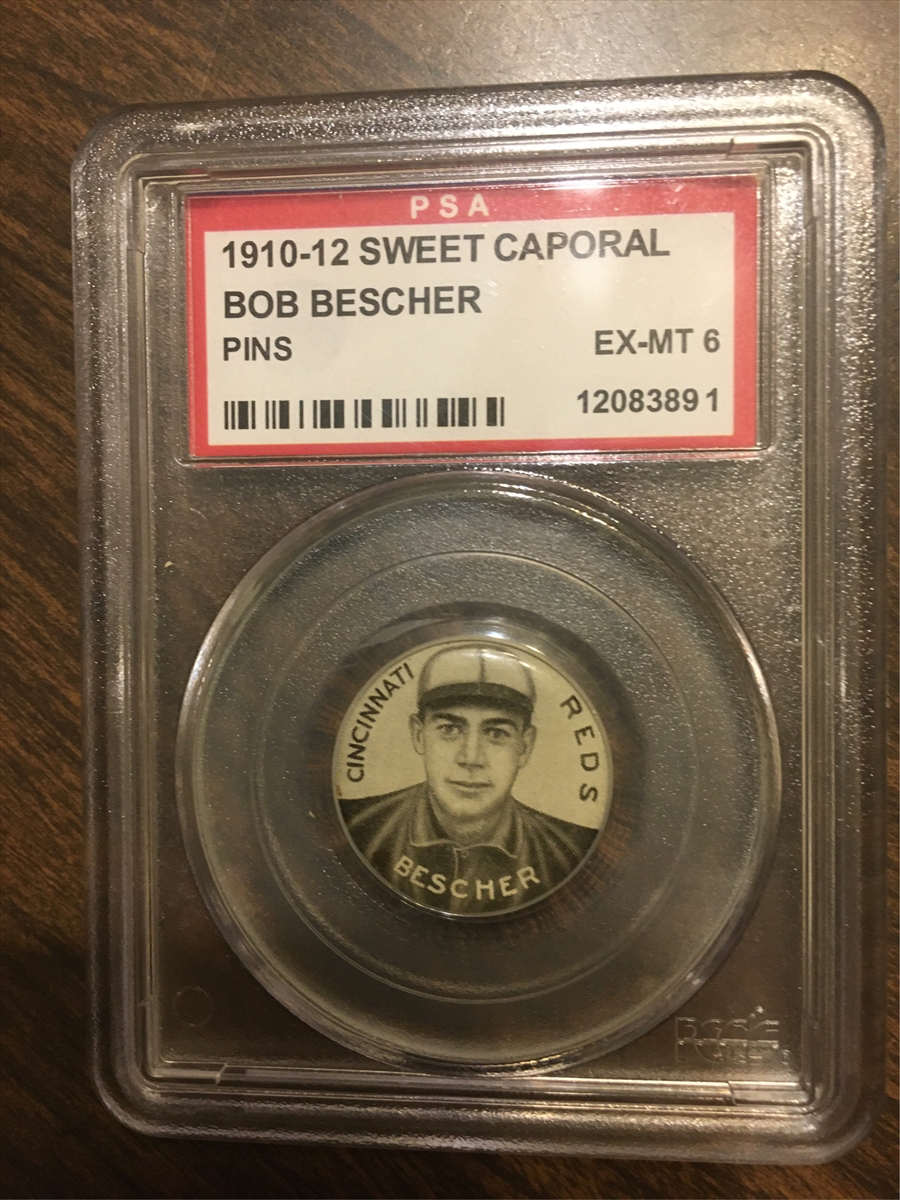 PSA
1910-12 SWEET CAPORAL
BOB BESCHER
PINS
EX-MT 6
12083891
CINCINNATI
REDS
BESCHER